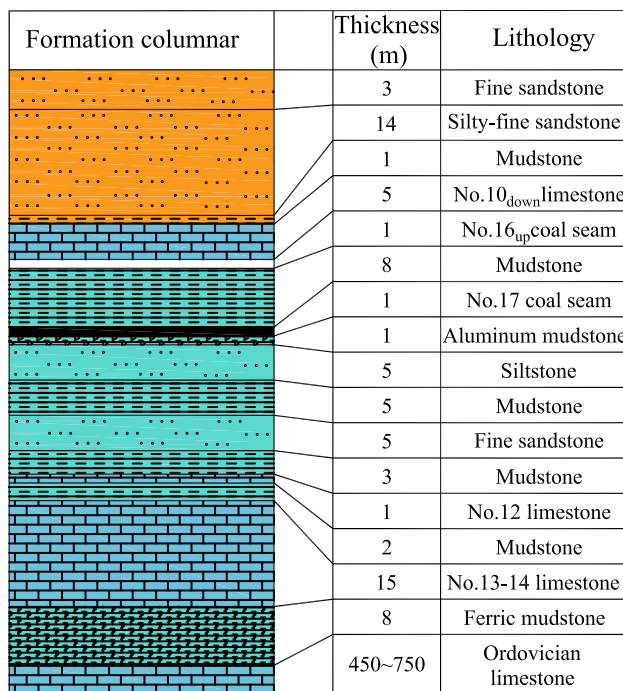 Formation columnar Thickness (m) Lithology
3 Fine sandstone
14 Silty-fine sandstone
1 Mudstone
5 No.10down limestone
1 No.16up coal seam
8 Mudstone
1 No.17 coal seam
1 Aluminum mudstone
5 Siltstone
5 Mudstone
5 Fine sandstone
3 Mudstone
1 No.12 limestone
2 Mudstone
15 No.13-14 limestone
8 Ferric mudstone
450~750 Ordovician limestone